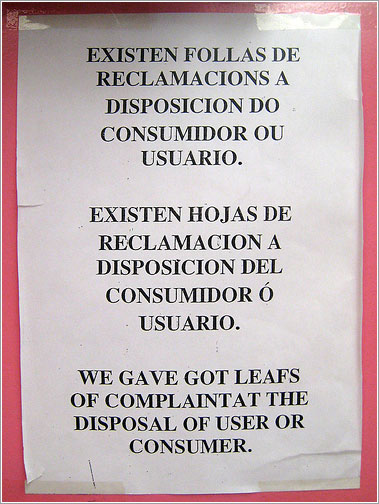 EXISTEN FOLLAS DE
RECLAMACIONS A
DISPOSICION DO
CONSUMIDOR OU
USUARIO.
EXISTEN HOJAS DE
RECLAMACION A
DISPOSICION DEL
CONSUMIDOR Ó
USUARIO.
WE GAVE GOT LEAFS
OF COMPLAINTAT THE
DISPOSAL OF USER OR
CONSUMER.